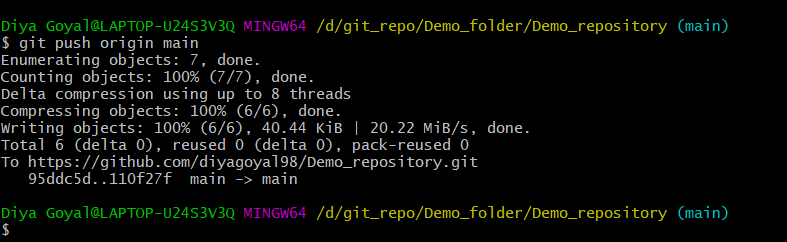 Diya Goyal@LAPTOP-U24S3V3Q MINGW64 /d/git_repo/Demo_folder/Demo_repository (main)
$ git push origin main
Enumerating objects: 7, done.
Counting objects: 100% (7/7), done.
Delta compression using up to 8 threads
Compressing objects: 100% (6/6), done.
Writing objects: 100% (6/6), 40.44 KiB | 20.22 MiB/s, done.
Total 6 (delta 0), reused 0 (delta 0), pack-reused 0
To https://github.com/diyagoyal98/Demo_repository.git
   95ddc5d..110f27f  main -> main
Diya Goyal@LAPTOP-U24S3V3Q MINGW64 /d/git_repo/Demo_folder/Demo_repository (main)
$